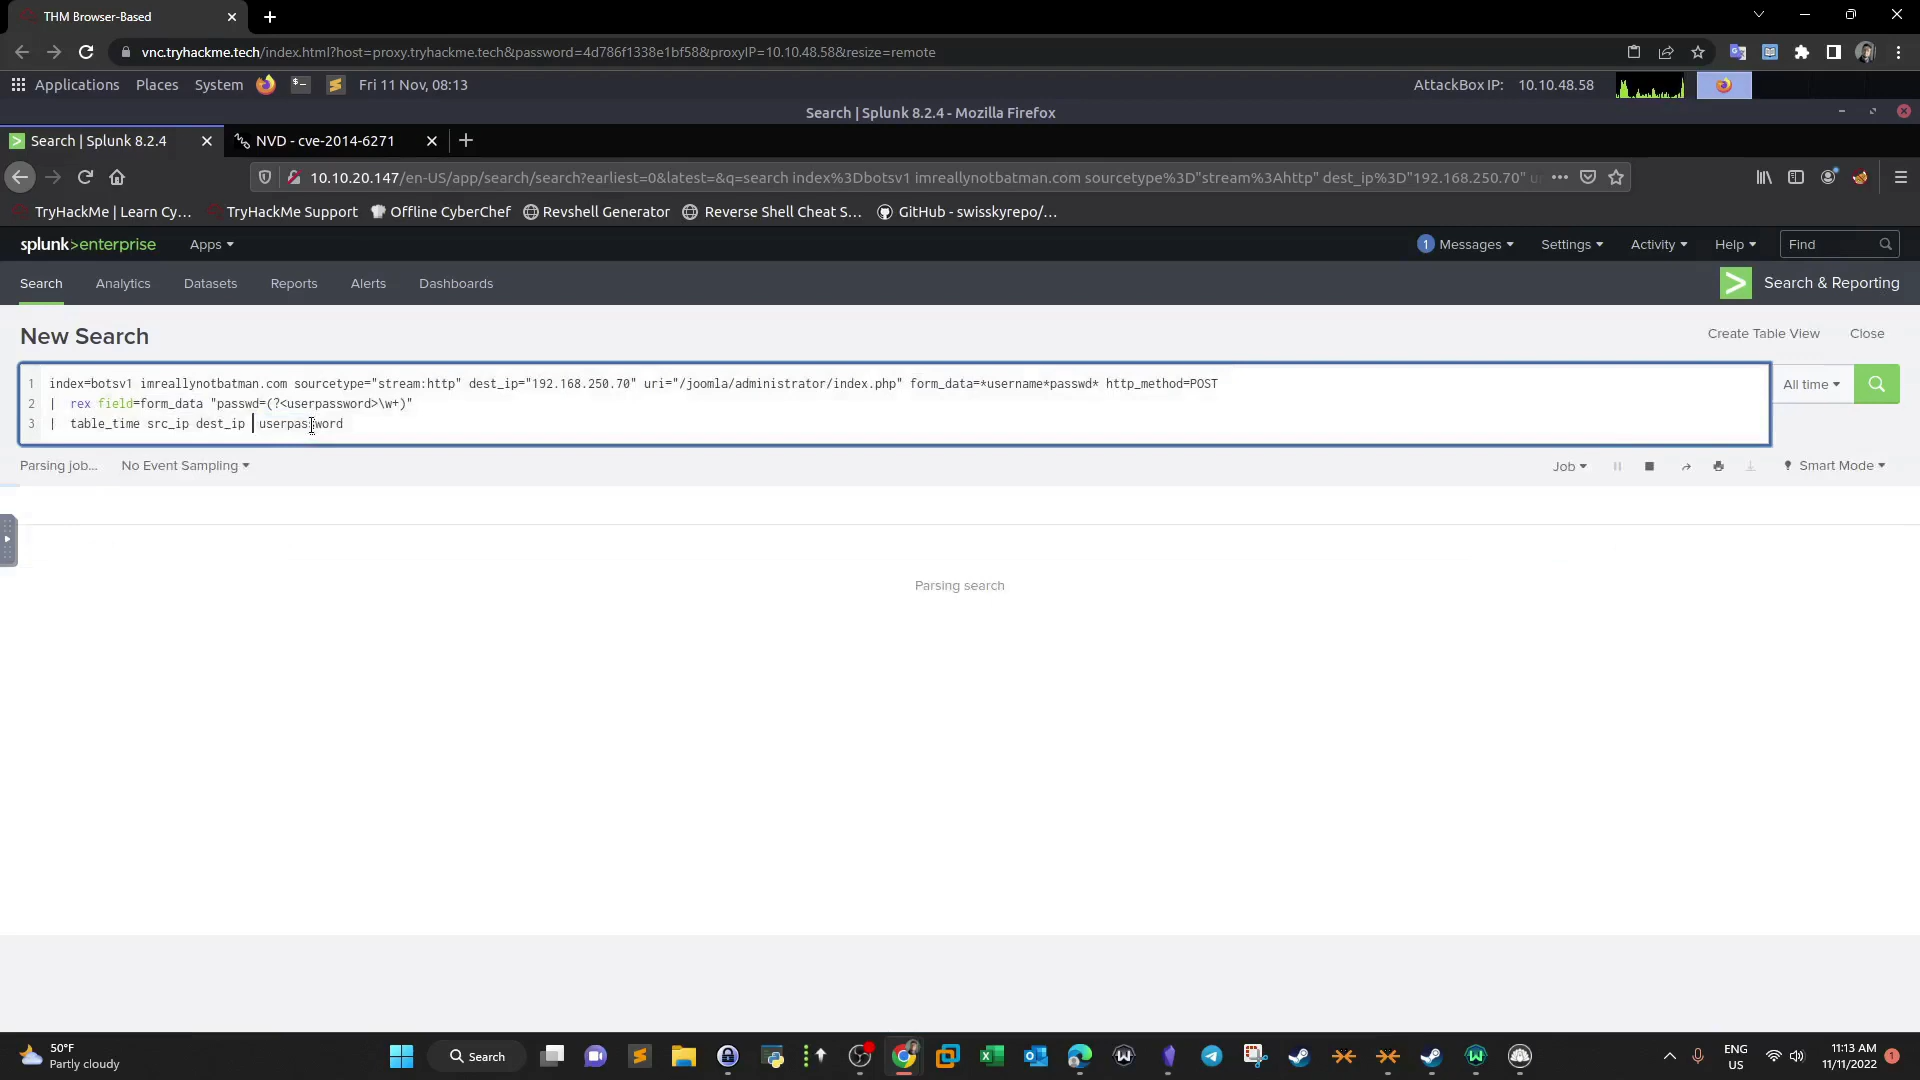 THM Browser-Based
vnc.tryhackme.tech/index.html?host=proxy.tryhackme.tech&password=4d786f1338e1bf58&proxyIP=10.10.48.58&resize=remote
Applications Places System Fri 11 Nov, 08:13 AttackBox IP: 10.10.48.58
Search | Splunk 8.2.4 - Mozilla Firefox
Search | Splunk 8.2.4 NVD - cve-2014-6271
10.10.20.147/en-US/app/search/search?earliest=0&latest=&q=search index%3Dbotsv1 imreallynotbatman.com sourcetype%3D"stream%3Ahttp" dest_ip%3D"192.168.250.70" u
TryHackMe | Learn Cy… TryHackMe Support Offline CyberChef Revshell Generator Reverse Shell Cheat S… GitHub - swisskyrepo/…
splunk>enterprise Apps 1 Messages Settings Activity Help Find
Search Analytics Datasets Reports Alerts Dashboards > Search & Reporting
New Search Create Table View Close
1 index=botsv1 imreallynotbatman.com sourcetype="stream:http" dest_ip="192.168.250.70" uri="/joomla/administrator/index.php" form_data=*username*passwd* http_method=POST All time
2 | rex field=form_data "passwd=(?<userpassword>\w+)"
3 | table_time src_ip dest_ip userpassword
Parsing job... No Event Sampling Job Smart Mode
Parsing search
50°F
Partly cloudy
Search
ENG
US
11:13 AM
11/11/2022
1